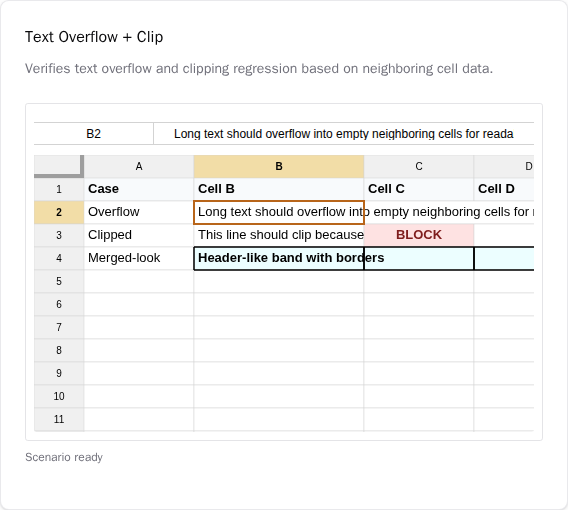 Text Overflow + Clip
Verifies text overflow and clipping regression based on neighboring cell data.
B2 Long text should overflow into empty neighboring cells for reada
A B C D
1 Case Cell B Cell C Cell D
2 Overflow Long text should overflow into empty neighboring cells for
3 Clipped This line should clip because BLOCK
4 Merged-look Header-like band with borders
5
6
7
8
9
10
11
Scenario ready